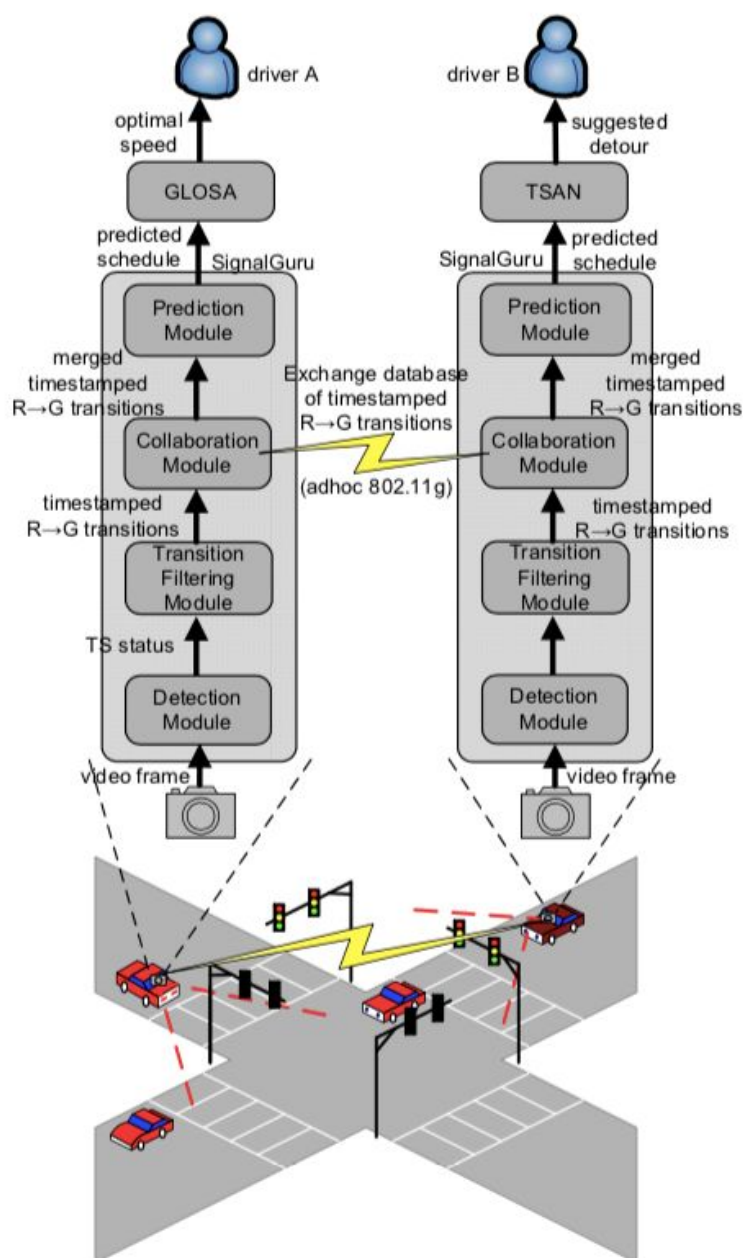 driver A
optimal
speed
GLOSA
predicted
schedule
SignalGuru
Prediction
Module
merged
timestamped
R→G transitions
Collaboration
Module
timestamped
R→G transitions
Transition
Filtering
Module
TS status
Detection
Module
video frame
Exchange database
of timestamped
R→G transitions
(adhoc 802.11g)
driver B
suggested
detour
TSAN
predicted
schedule
SignalGuru
Prediction
Module
merged
timestamped
R→G transitions
Collaboration
Module
timestamped
R→G transitions
Transition
Filtering
Module
Detection
Module
video frame